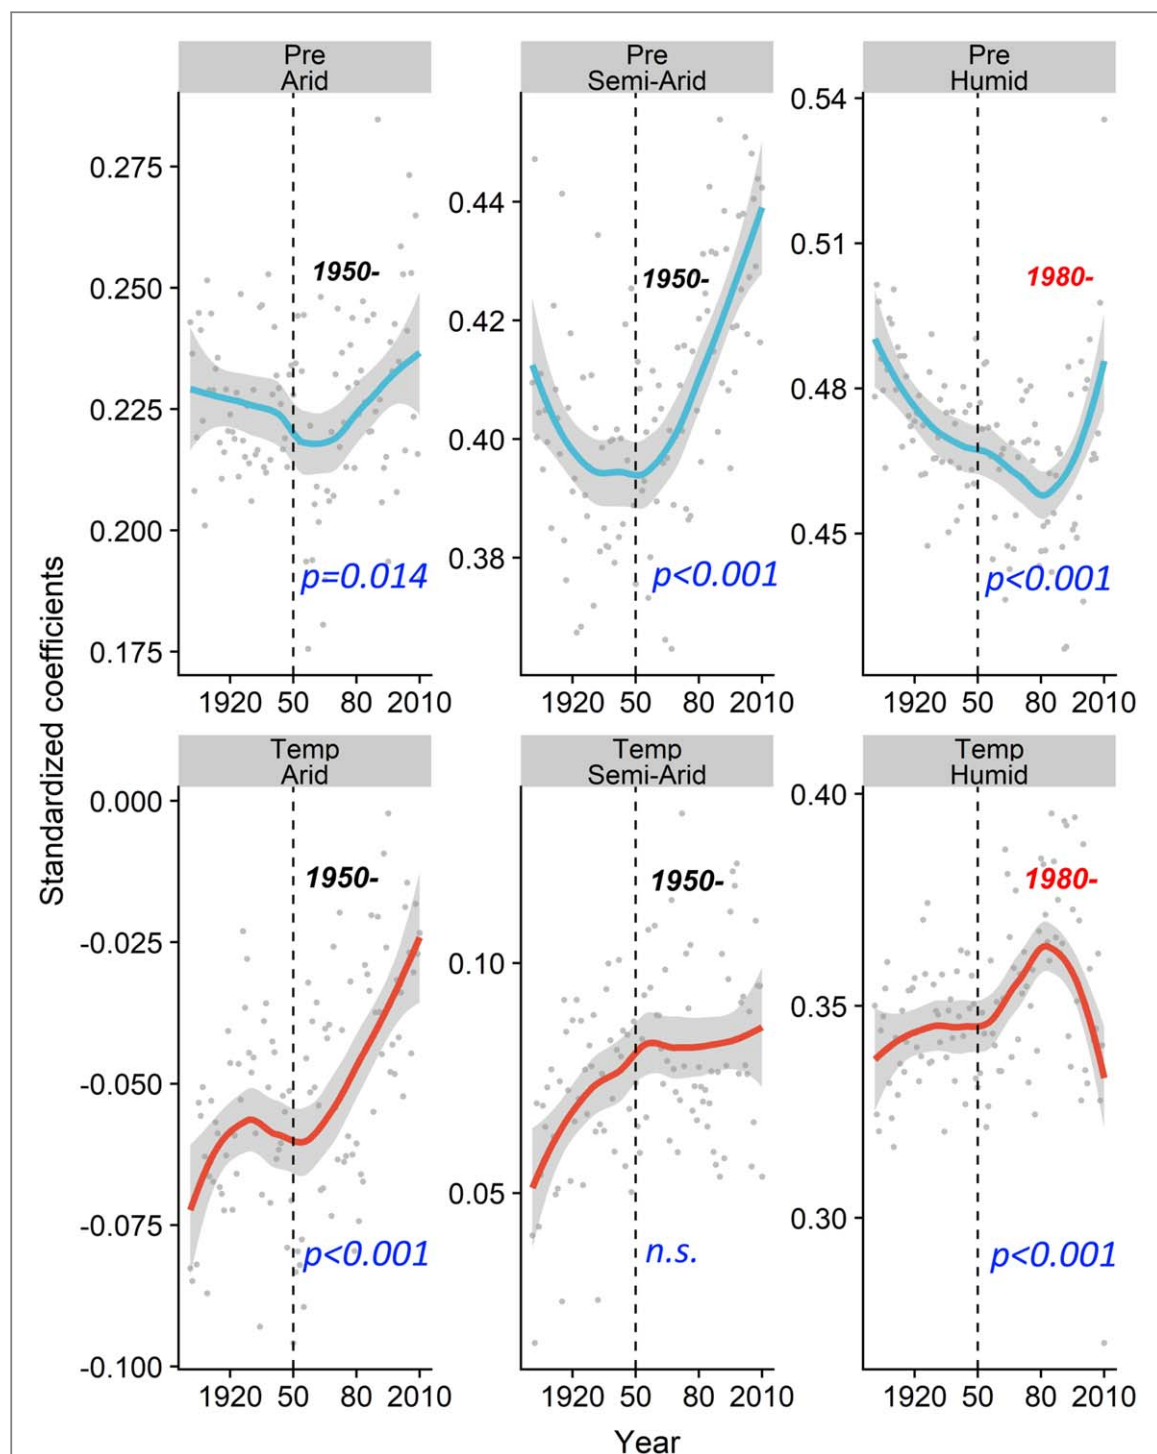 Pre
Arid
Pre
Semi-Arid
Pre
Humid
0.275
0.250
0.225
0.200
0.175
1950-
p=0.014
1920 50 80 2010
0.44
0.42
0.40
0.38
1950-
p<0.001
1920 50 80 2010
0.54
0.51
0.48
0.45
1980-
p<0.001
1920 50 80 2010
Standardized coefficients
Temp
Arid
Temp
Semi-Arid
Temp
Humid
0.000
-0.025
-0.050
-0.075
-0.100
1950-
p<0.001
1920 50 80 2010
0.10
0.05
1950-
n.s.
1920 50 80 2010
0.40
0.35
0.30
1980-
p<0.001
1920 50 80 2010
Year